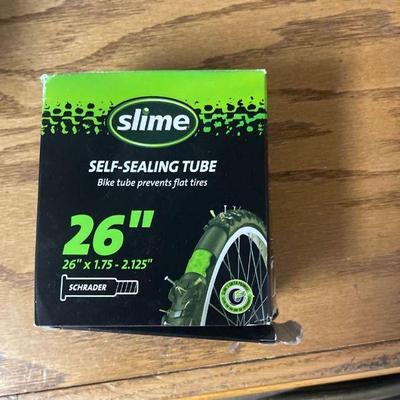 slime
SELF-SEALING TUBE
Bike tube prevents flat tires
26"
26" x 1.75 - 2.125"
SCHRADER